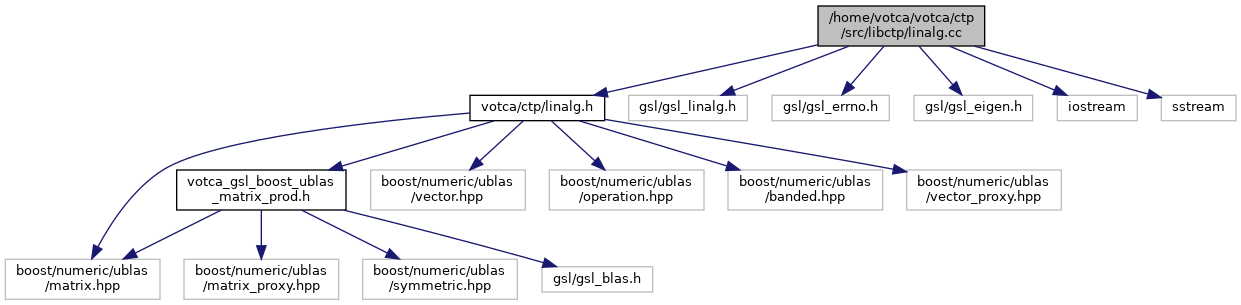 /home/votca/votca/ctp
/src/libctp/linalg.cc
votca/ctp/linalg.h
gsl/gsl_linalg.h
gsl/gsl_errno.h
gsl/gsl_eigen.h
iostream
sstream
votca_gsl_boost_ublas
_matrix_prod.h
boost/numeric/ublas
/vector.hpp
boost/numeric/ublas
/operation.hpp
boost/numeric/ublas
/banded.hpp
boost/numeric/ublas
/vector_proxy.hpp
boost/numeric/ublas
/matrix.hpp
boost/numeric/ublas
/matrix_proxy.hpp
boost/numeric/ublas
/symmetric.hpp
gsl/gsl_blas.h